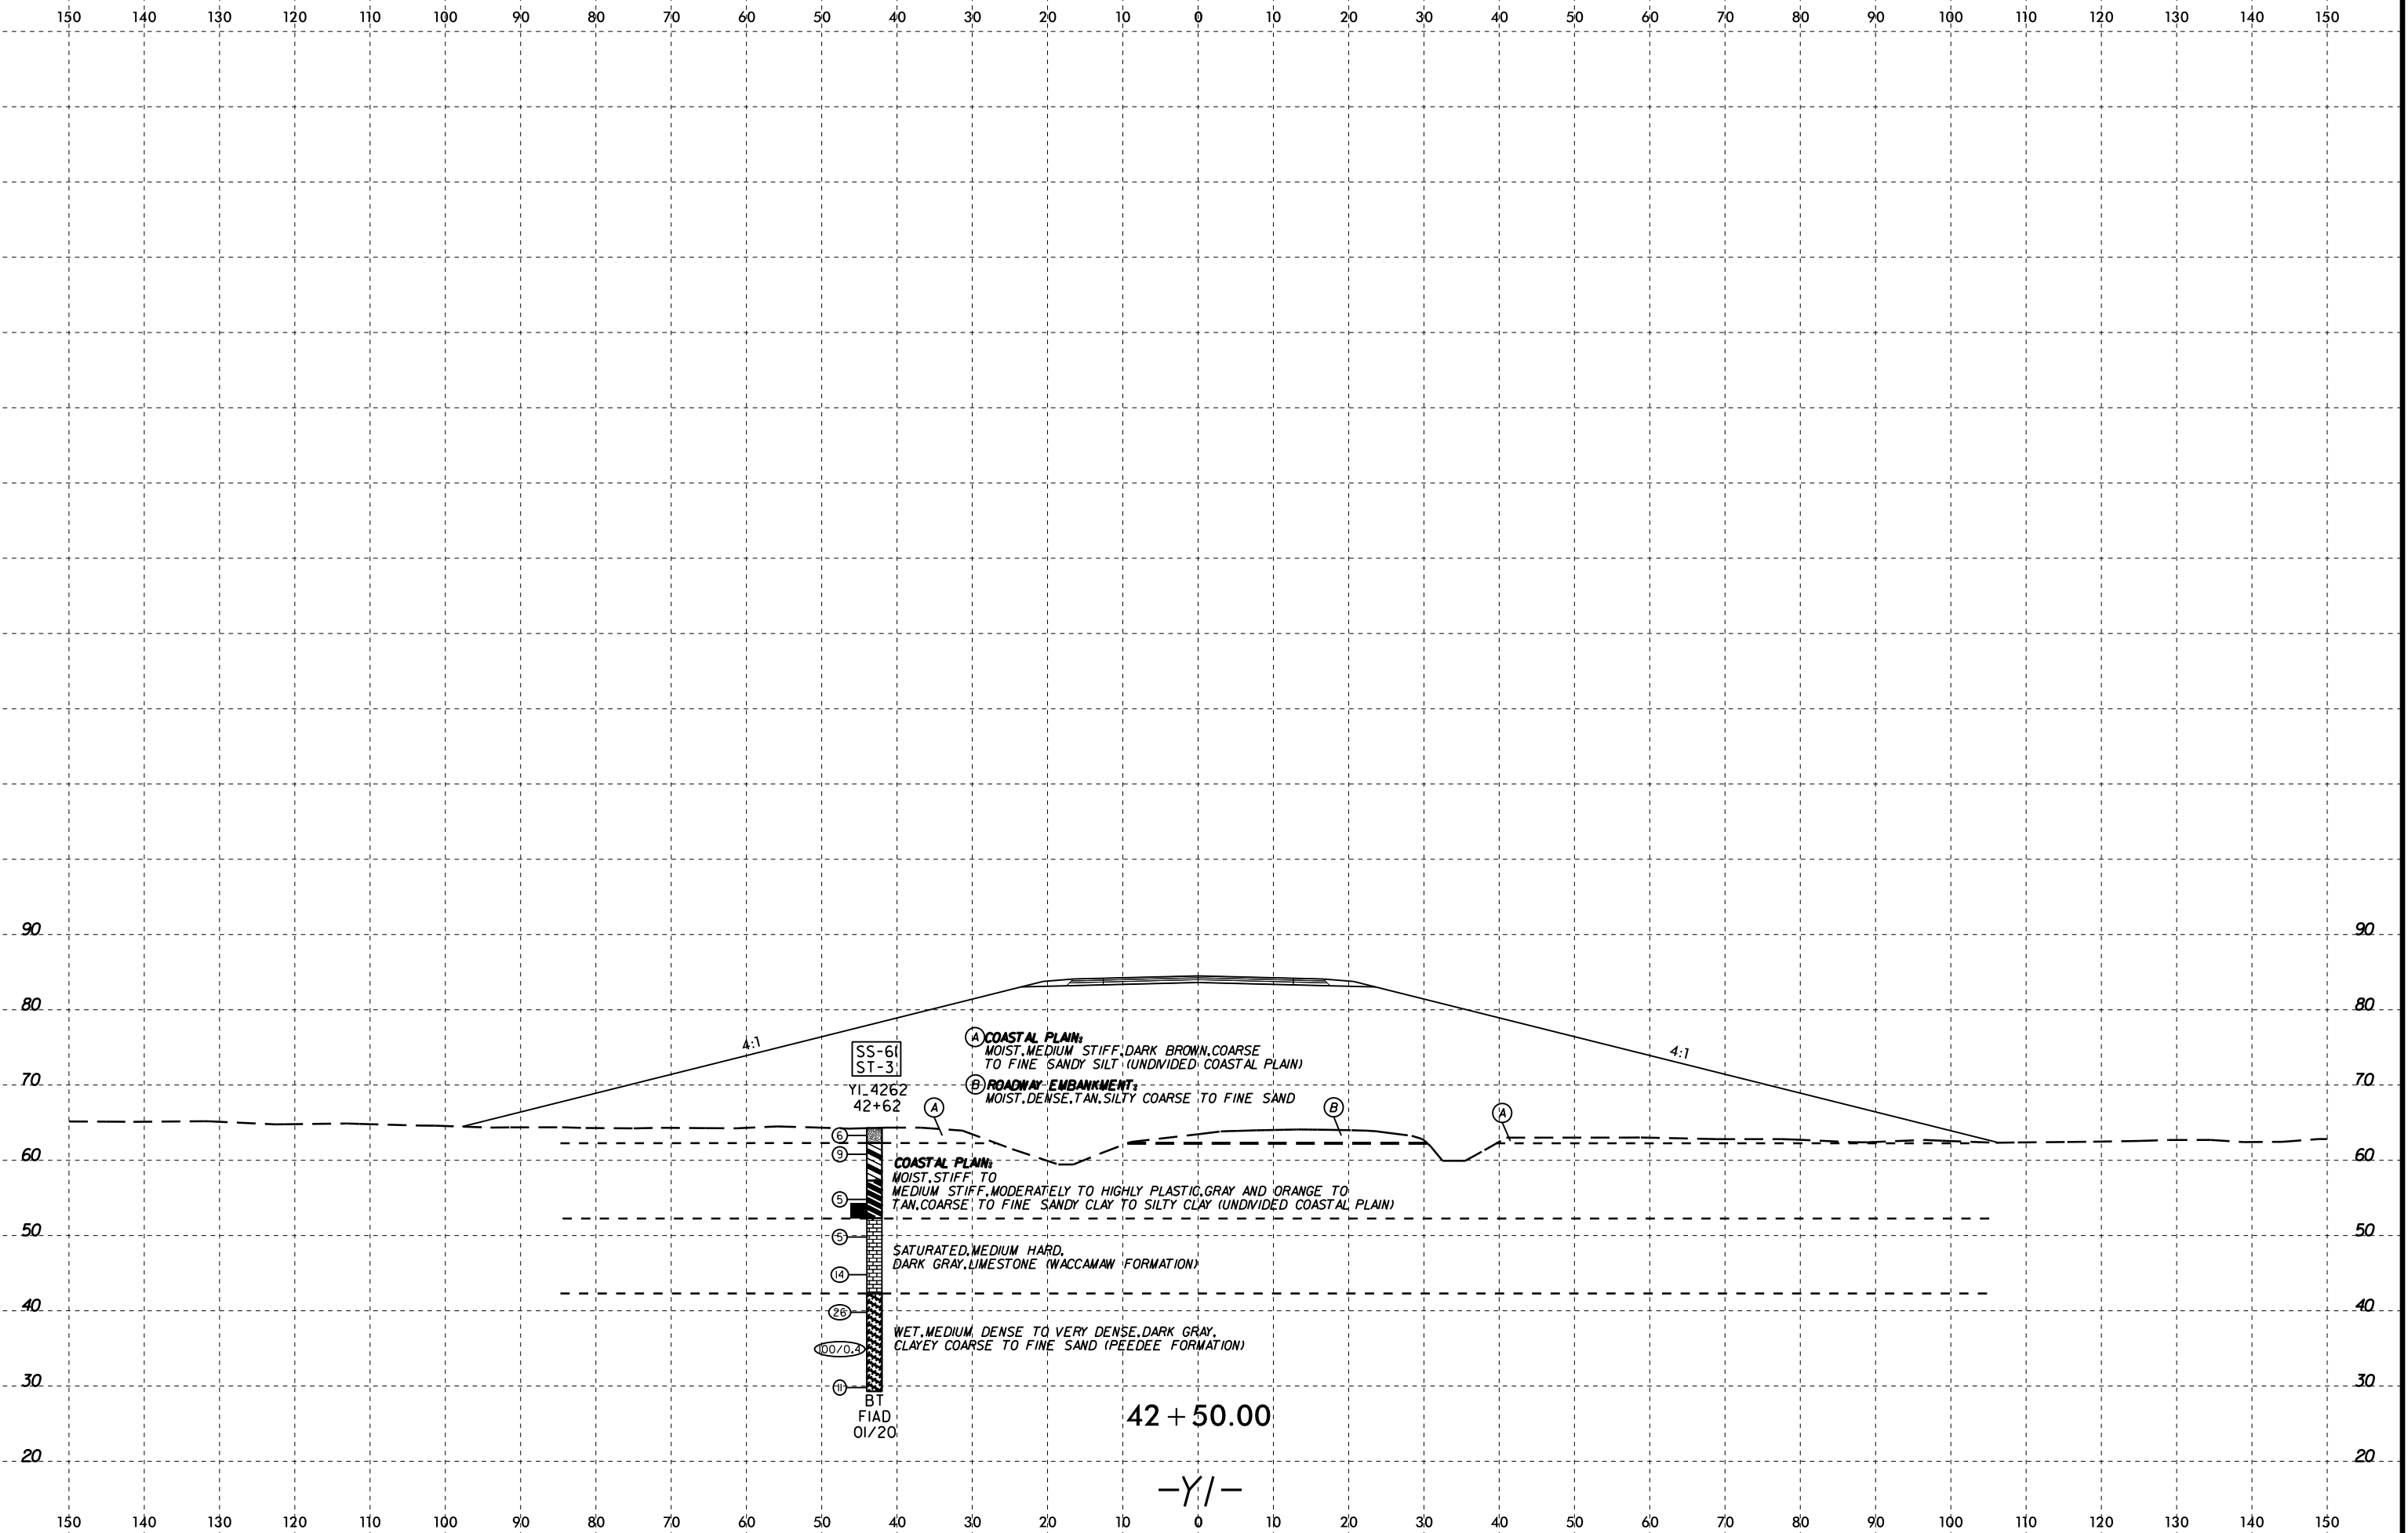 150 140 130 120 110 100 90 80 70 60 50 40 30 20 10 0 10 20 30 40 50 60 70 80 90 100 110 120 130 140 150
90 90
80 80
4:1 4:1
SS-61
ST-31
Y1_4262
42+62
A COASTAL PLAIN:
MOIST, MEDIUM STIFF, DARK BROWN, COARSE
TO FINE SANDY SILT (UNDIVIDED COASTAL PLAIN)
70 70
B ROADWAY EMBANKMENT:
MOIST, DENSE, TAN, SILTY COARSE TO FINE SAND
A B A
6
60 60
9
COASTAL PLAIN:
MOIST, STIFF TO
MEDIUM STIFF, MODERATELY TO HIGHLY PLASTIC, GRAY AND ORANGE TO
TAN, COARSE TO FINE SANDY CLAY TO SILTY CLAY (UNDIVIDED COASTAL PLAIN)
5
50 50
5
SATURATED, MEDIUM HARD,
DARK GRAY, LIMESTONE (WACCAMAW FORMATION)
14
40 40
26
WET, MEDIUM DENSE TO VERY DENSE, DARK GRAY,
CLAYEY COARSE TO FINE SAND (PEEDEE FORMATION)
100/0.4
30 30
11
BT
FIAD
01/20
42+50.00
20 20
-Y1-
150 140 130 120 110 100 90 80 70 60 50 40 30 20 10 0 10 20 30 40 50 60 70 80 90 100 110 120 130 140 150